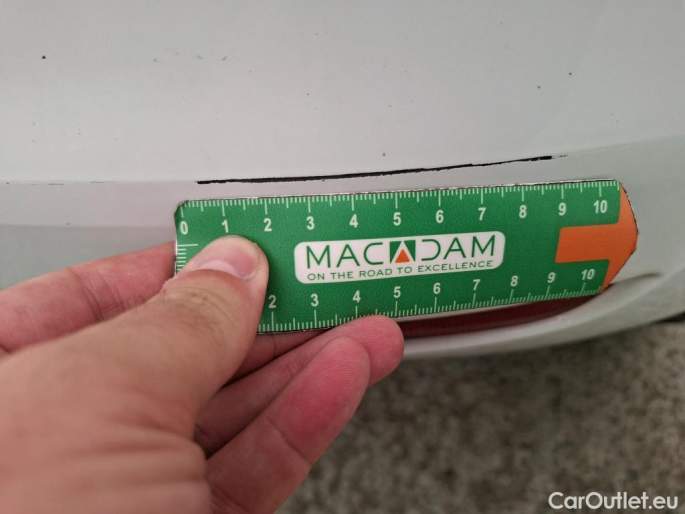 0 1 2 3 4 5 6 7 8 9 10
MACADAM
ON THE ROAD TO EXCELLENCE
2 3 4 5 6 7 8 9 10
CarOutlet.eu